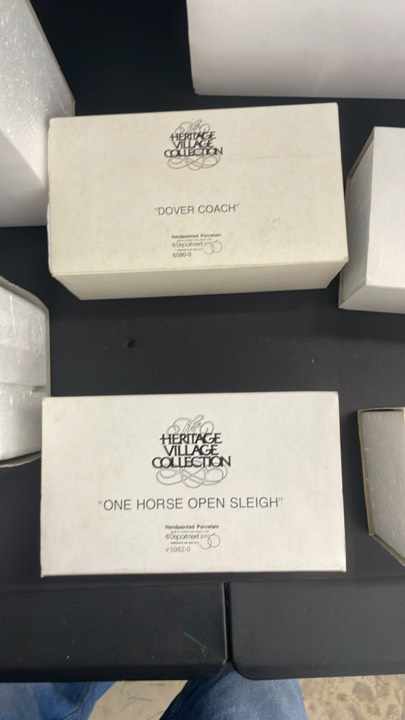 The
HERITAGE
VILLAGE
COLLECTION
"DOVER COACH"
Handpainted Porcelain
Department 56
6590-0
The
HERITAGE
VILLAGE
COLLECTION
"ONE HORSE OPEN SLEIGH"
Handpainted Porcelain
Department 56
#5982-0